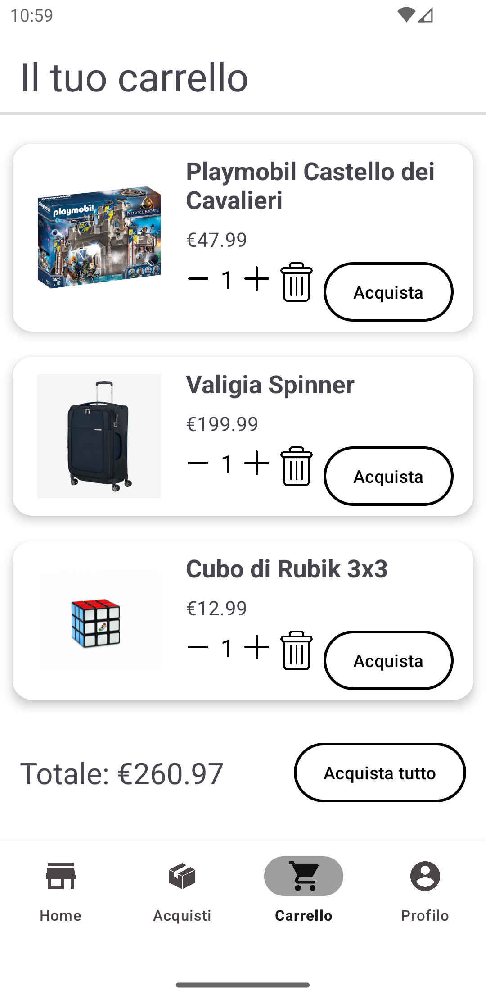 10:59
Il tuo carrello
Playmobil Castello dei
Cavalieri
€47.99
1
Acquista
playmobil
NOVELMORE
70222
5-10
Valigia Spinner
€199.99
1
Acquista
Cubo di Rubik 3x3
€12.99
1
Acquista
Totale: €260.97
Acquista tutto
Home
Acquisti
Carrello
Profilo